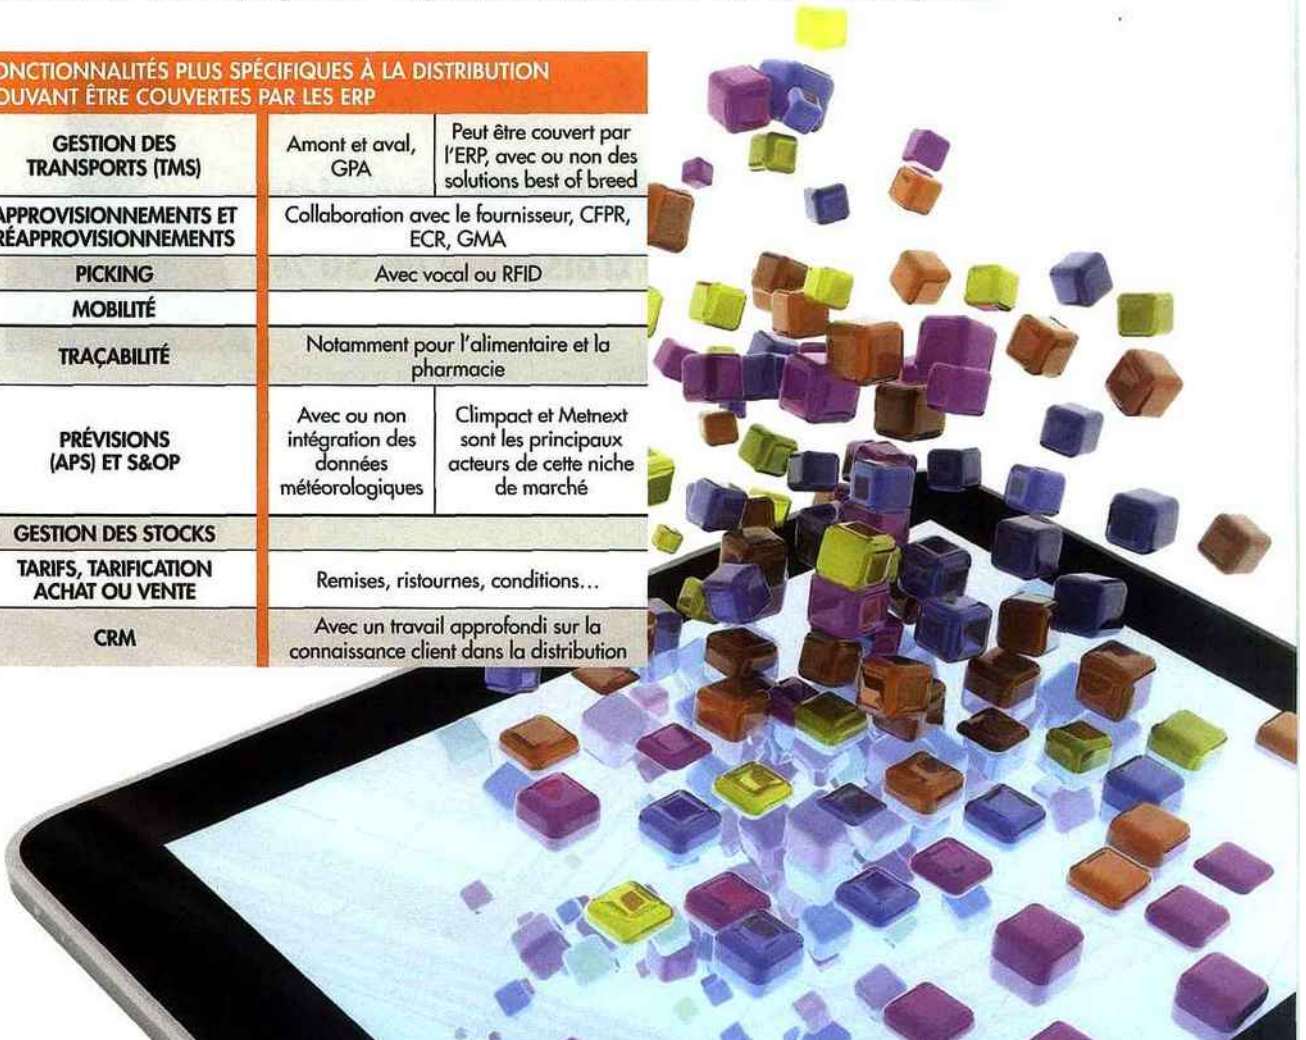 ONCTIONNALITÉS PLUS SPÉCIFIQUES À LA DISTRIBUTION
OUVANT ÊTRE COUVERTES PAR LES ERP
GESTION DES
TRANSPORTS (TMS)
Amont et aval,
GPA
Peut être couvert par
l'ERP, avec ou non des
solutions best of breed
APPROVISIONNEMENTS ET
RÉAPPROVISIONNEMENTS
Collaboration avec le fournisseur, CFPR,
ECR, GMA
PICKING
Avec vocal ou RFID
MOBILITÉ
TRAÇABILITÉ
Notamment pour l'alimentaire et la
pharmacie
PRÉVISIONS
(APS) ET S&OP
Avec ou non
intégration des
données
météorologiques
Climpact et Metnext
sont les principaux
acteurs de cette niche
de marché
GESTION DES STOCKS
TARIFS, TARIFICATION
ACHAT OU VENTE
Remises, ristournes, conditions…
CRM
Avec un travail approfondi sur la
connaissance client dans la distribution